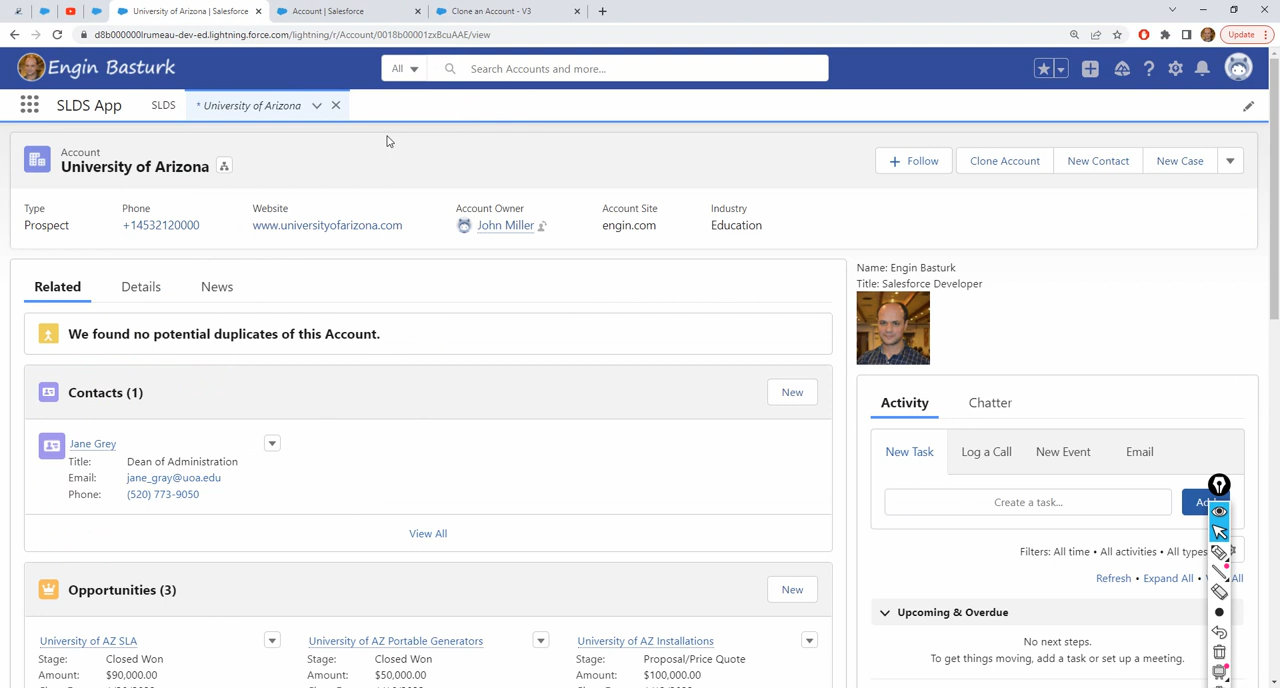 University of Arizona | Salesforce
Account | Salesforce
Clone an Account - V3
d8b000000lrumeau-dev-ed.lightning.force.com/lightning/r/Account/0018b00001zxBcuAAE/view
Update
Engin Basturk
All
Search Accounts and more...
SLDS App
SLDS
* University of Arizona
Account
University of Arizona
Follow
Clone Account
New Contact
New Case
Type
Phone
Website
Account Owner
Account Site
Industry
Prospect
+14532120000
www.universityofarizona.com
John Miller
engin.com
Education
Related
Details
News
We found no potential duplicates of this Account.
Contacts (1)
New
Jane Grey
Title: Dean of Administration
Email: jane_gray@uoa.edu
Phone: (520) 773-9050
View All
Opportunities (3)
New
University of AZ SLA
Stage: Closed Won
Amount: $90,000.00
University of AZ Portable Generators
Stage: Closed Won
Amount: $50,000.00
University of AZ Installations
Stage: Proposal/Price Quote
Amount: $100,000.00
Name: Engin Basturk
Title: Salesforce Developer
Activity
Chatter
New Task
Log a Call
New Event
Email
Create a task...
Filters: All time • All activities • All types
Refresh • Expand All •
All
Upcoming & Overdue
No next steps.
To get things moving, add a task or set up a meeting.